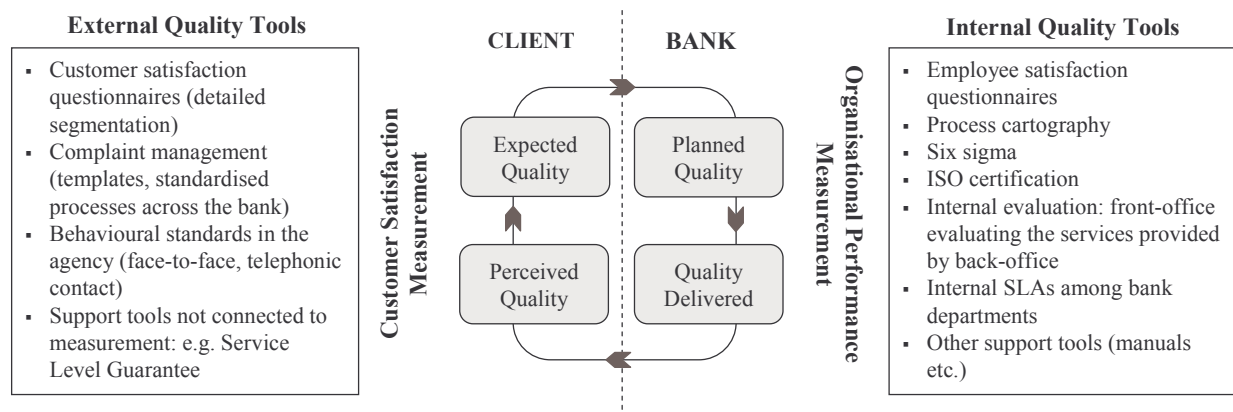 External Quality Tools
▪ Customer satisfaction
questionnaires (detailed
segmentation)
▪ Complaint management
(templates, standardised
processes across the bank)
▪ Behavioural standards in the
agency (face-to-face, telephonic
contact)
▪ Support tools not connected to
measurement: e.g. Service
Level Guarantee
Customer Satisfaction
Measurement
CLIENT
BANK
Expected
Quality
Planned
Quality
Perceived
Quality
Quality
Delivered
Organisational Performance
Measurement
Internal Quality Tools
▪ Employee satisfaction
questionnaires
▪ Process cartography
▪ Six sigma
▪ ISO certification
▪ Internal evaluation: front-office
evaluating the services provided
by back-office
▪ Internal SLAs among bank
departments
▪ Other support tools (manuals
etc.)